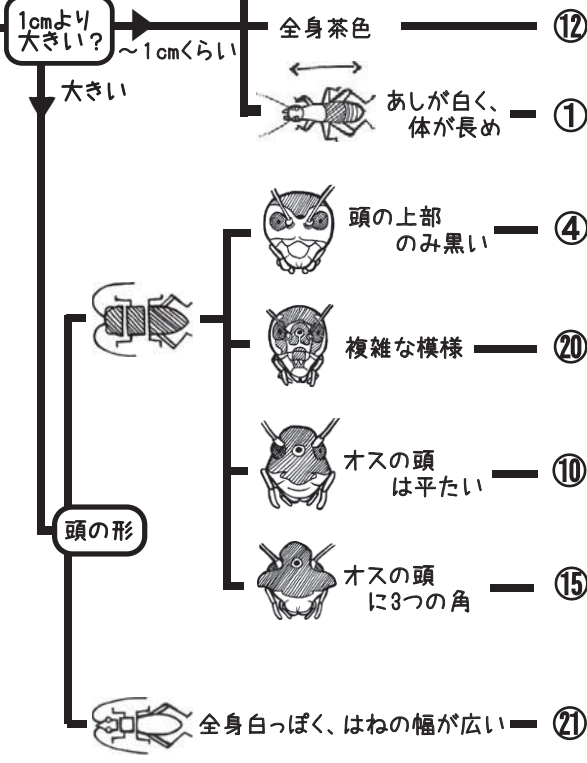 1cmより
大きい？
～1cmくらい
全身茶色
⑫
大きい
あしが白く、
体が長め
①
頭の上部
のみ黒い
④
複雑な模様
⑳
オスの頭
は平たい
⑩
頭の形
オスの頭
に3つの角
⑮
全身白っぽく、はねの幅が広い
㉑